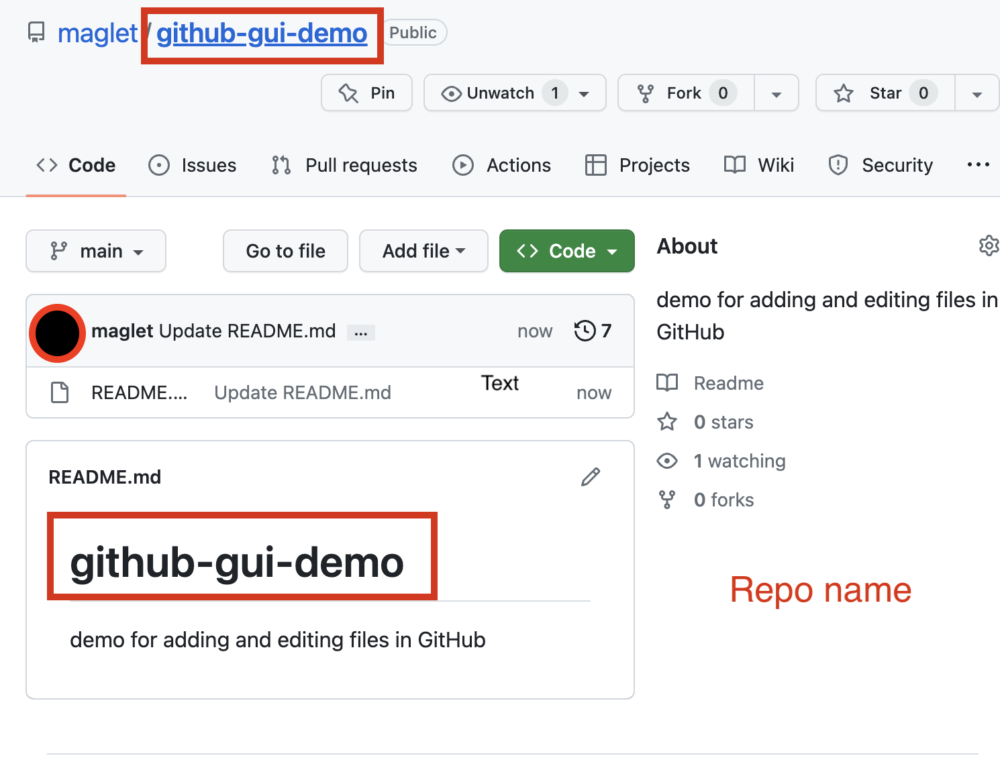 maglet / github-gui-demo Public
Pin Unwatch 1 Fork 0 Star 0
Code Issues Pull requests Actions Projects Wiki Security ...
main Go to file Add file Code
maglet Update README.md ... now 7
README.... Update README.md Text now
README.md
github-gui-demo
demo for adding and editing files in GitHub
About
demo for adding and editing files in
GitHub
Readme
0 stars
1 watching
0 forks
Repo name